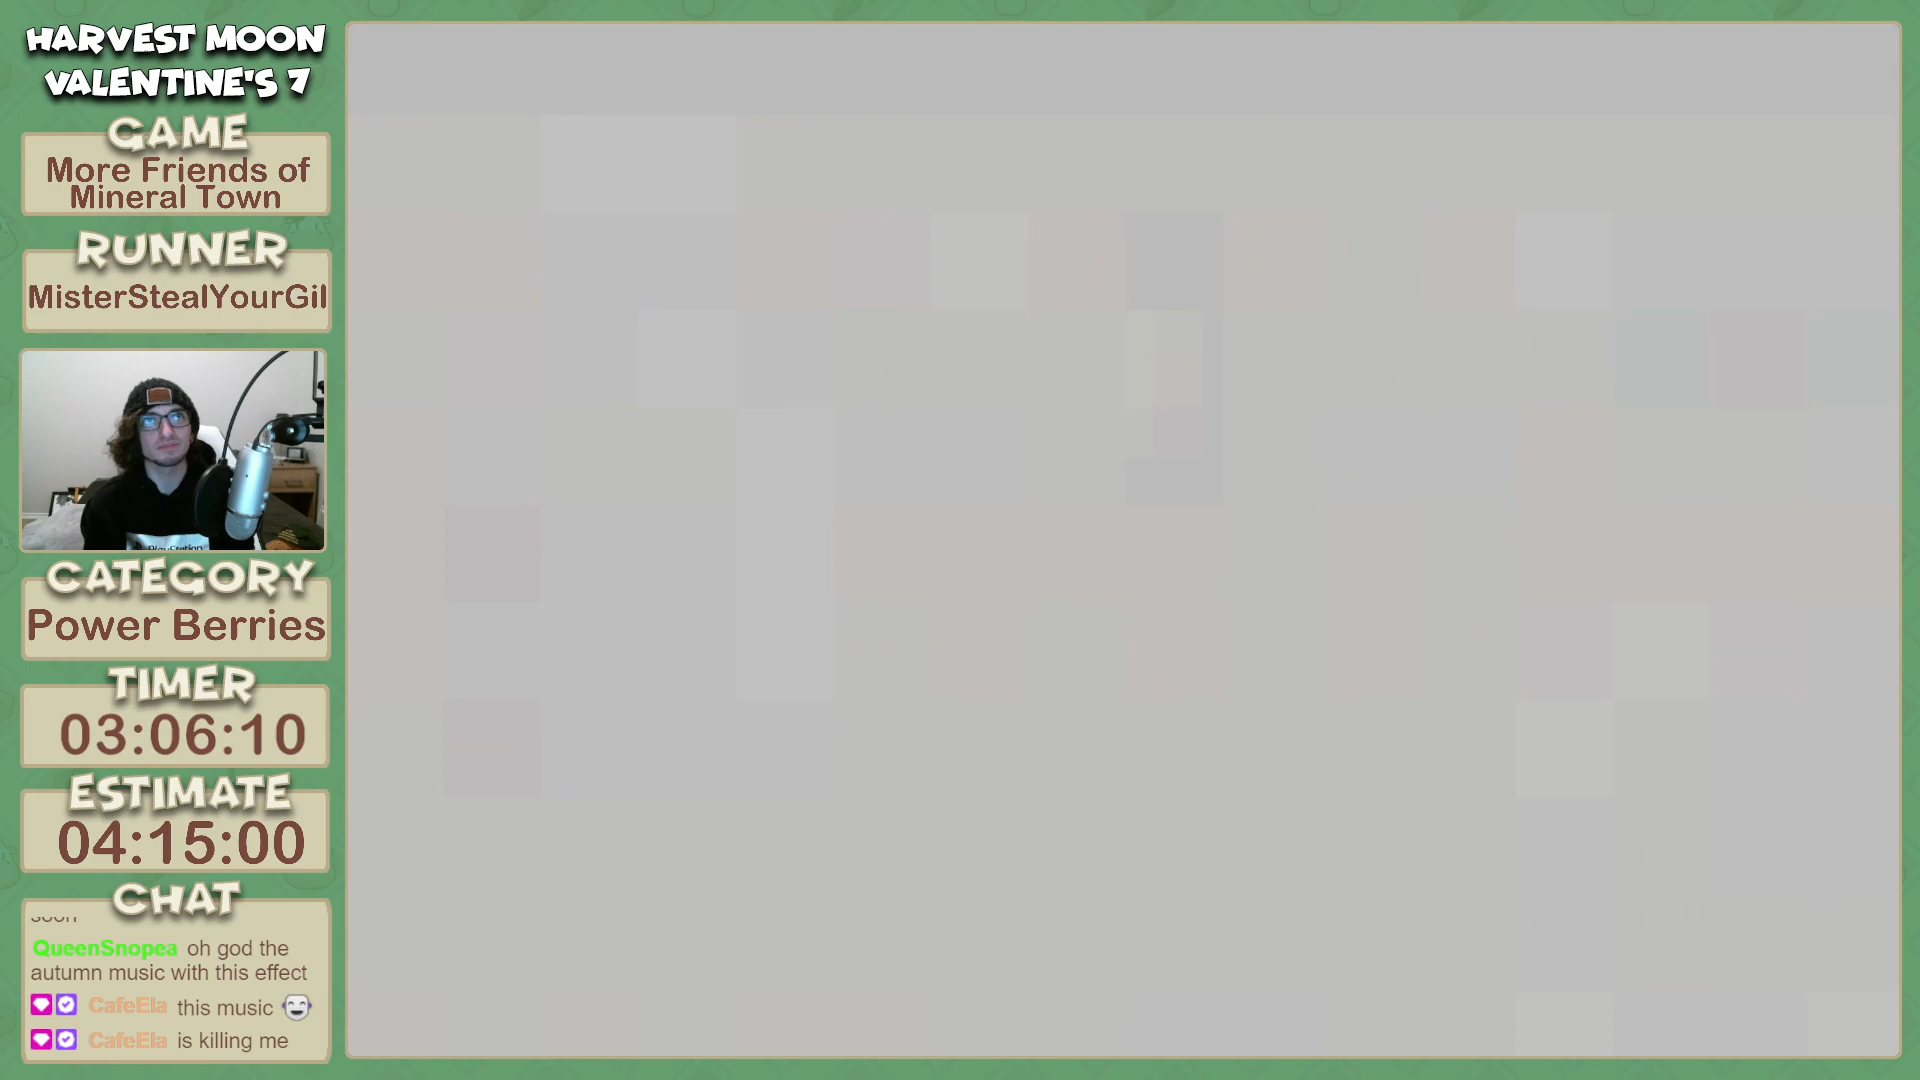 HARVEST MOON
VALENTINE'S 7
GAME
More Friends of
Mineral Town
RUNNER
MisterStealYourGil
PlayStation
CATEGORY
Power Berries
TIMER
03:06:10
ESTIMATE
04:15:00
CHAT
soon
QueenSnopea oh god the
autumn music with this effect
CafeEla this music
CafeEla is killing me